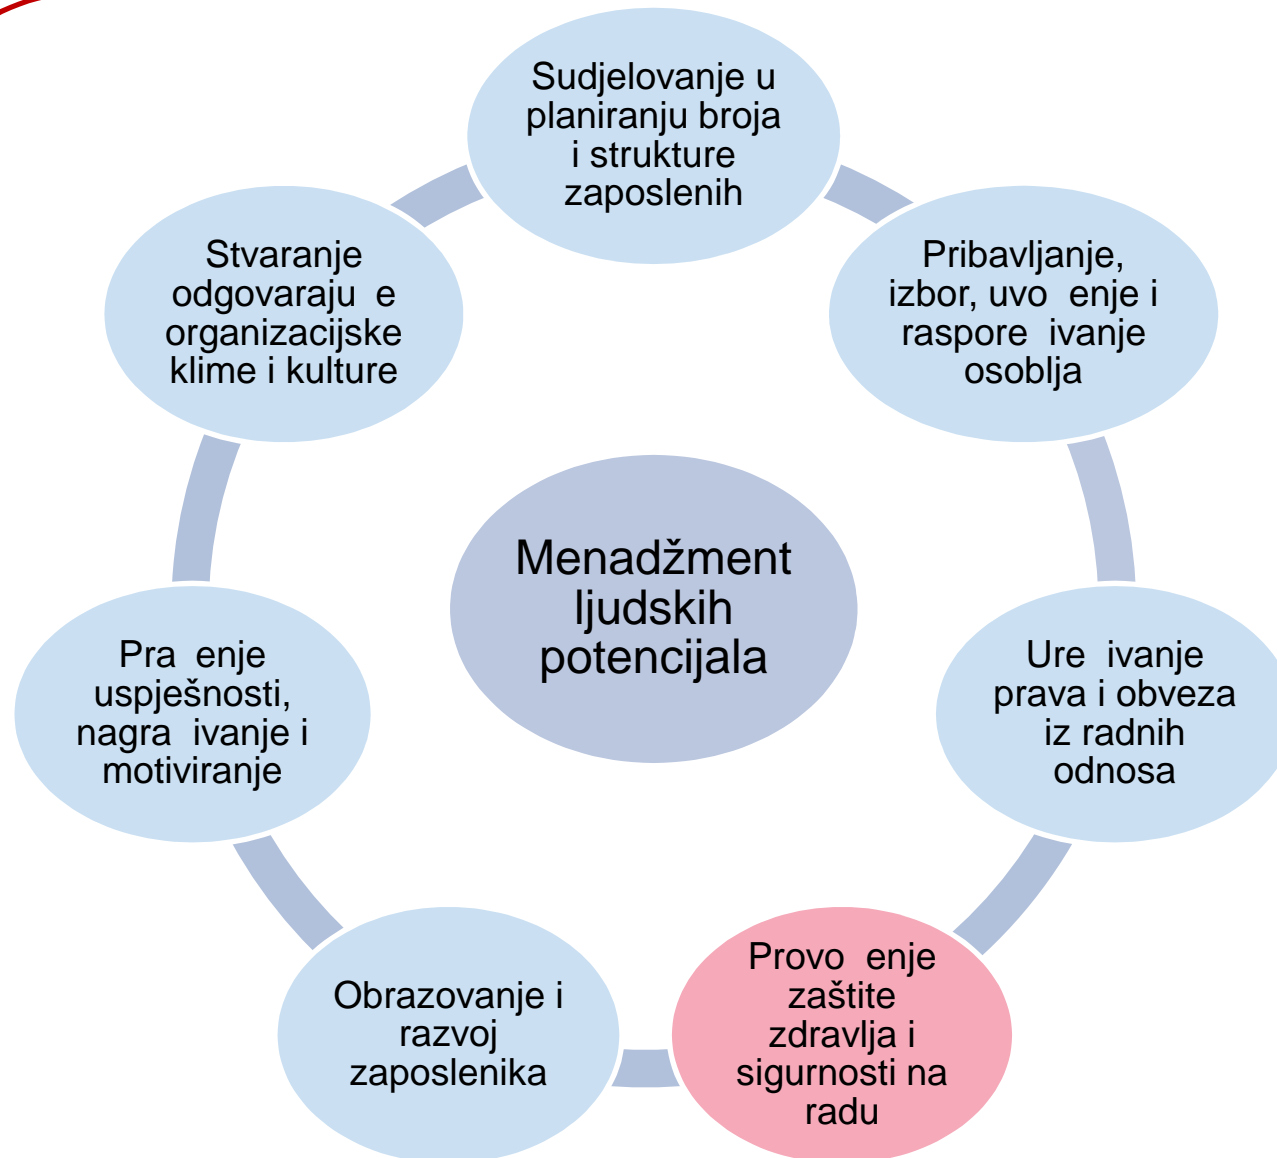 Sudjelovanje u
planiranju broja
i strukture
zaposlenih
Pribavljanje,
izbor, uvo enje i
raspore ivanje
osoblja
Ure ivanje
prava i obveza
iz radnih
odnosa
Provo enje
zaštite
zdravlja i
sigurnosti na
radu
Obrazovanje i
razvoj
zaposlenika
Pra enje
uspješnosti,
nagra ivanje i
motiviranje
Stvaranje
odgovaraju e
organizacijske
klime i kulture
Menadžment
ljudskih
potencijala